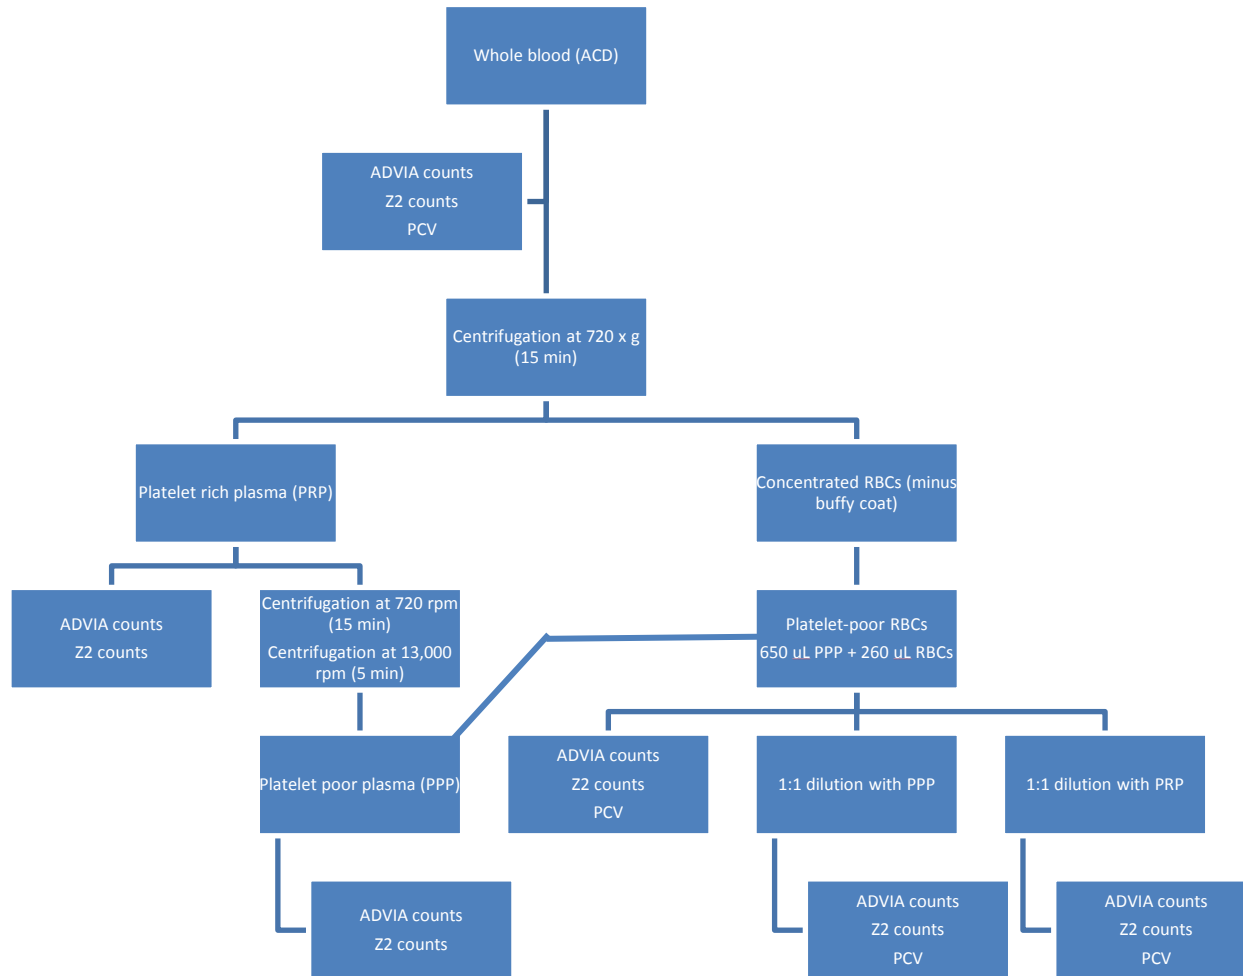 Whole blood (ACD)
ADVIA counts
Z2 counts
PCV
Centrifugation at 720 x g
(15 min)
Platelet rich plasma (PRP)
Concentrated RBCs (minus
buffy coat)
ADVIA counts
Z2 counts
Centrifugation at 720 rpm
(15 min)
Centrifugation at 13,000
rpm (5 min)
Platelet-poor RBCs
650 uL PPP + 260 uL RBCs
Platelet poor plasma (PPP)
ADVIA counts
Z2 counts
PCV
1:1 dilution with PPP
1:1 dilution with PRP
ADVIA counts
Z2 counts
ADVIA counts
Z2 counts
PCV
ADVIA counts
Z2 counts
PCV